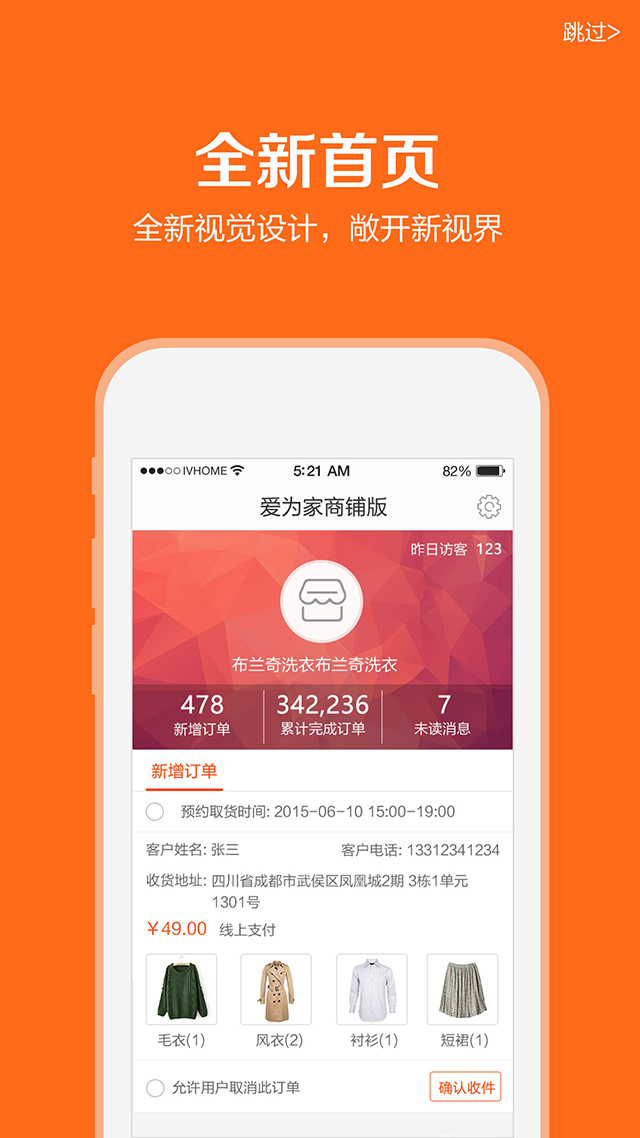 跳过>
全新首页
全新视觉设计，敞开新视界
IVHOME 5:21 AM 82%
爱为家商铺版
昨日访客 123
布兰奇洗衣布兰奇洗衣
478 342,236 7
新增订单 累计完成订单 未读消息
新增订单
预约取货时间: 2015-06-10 15:00-19:00
客户姓名: 张三 客户电话: 13312341234
收货地址: 四川省成都市武侯区凤凰城2期 3栋1单元
1301号
￥49.00 线上支付
毛衣(1) 风衣(2) 衬衫(1) 短裙(1)
允许用户取消此订单 确认收件